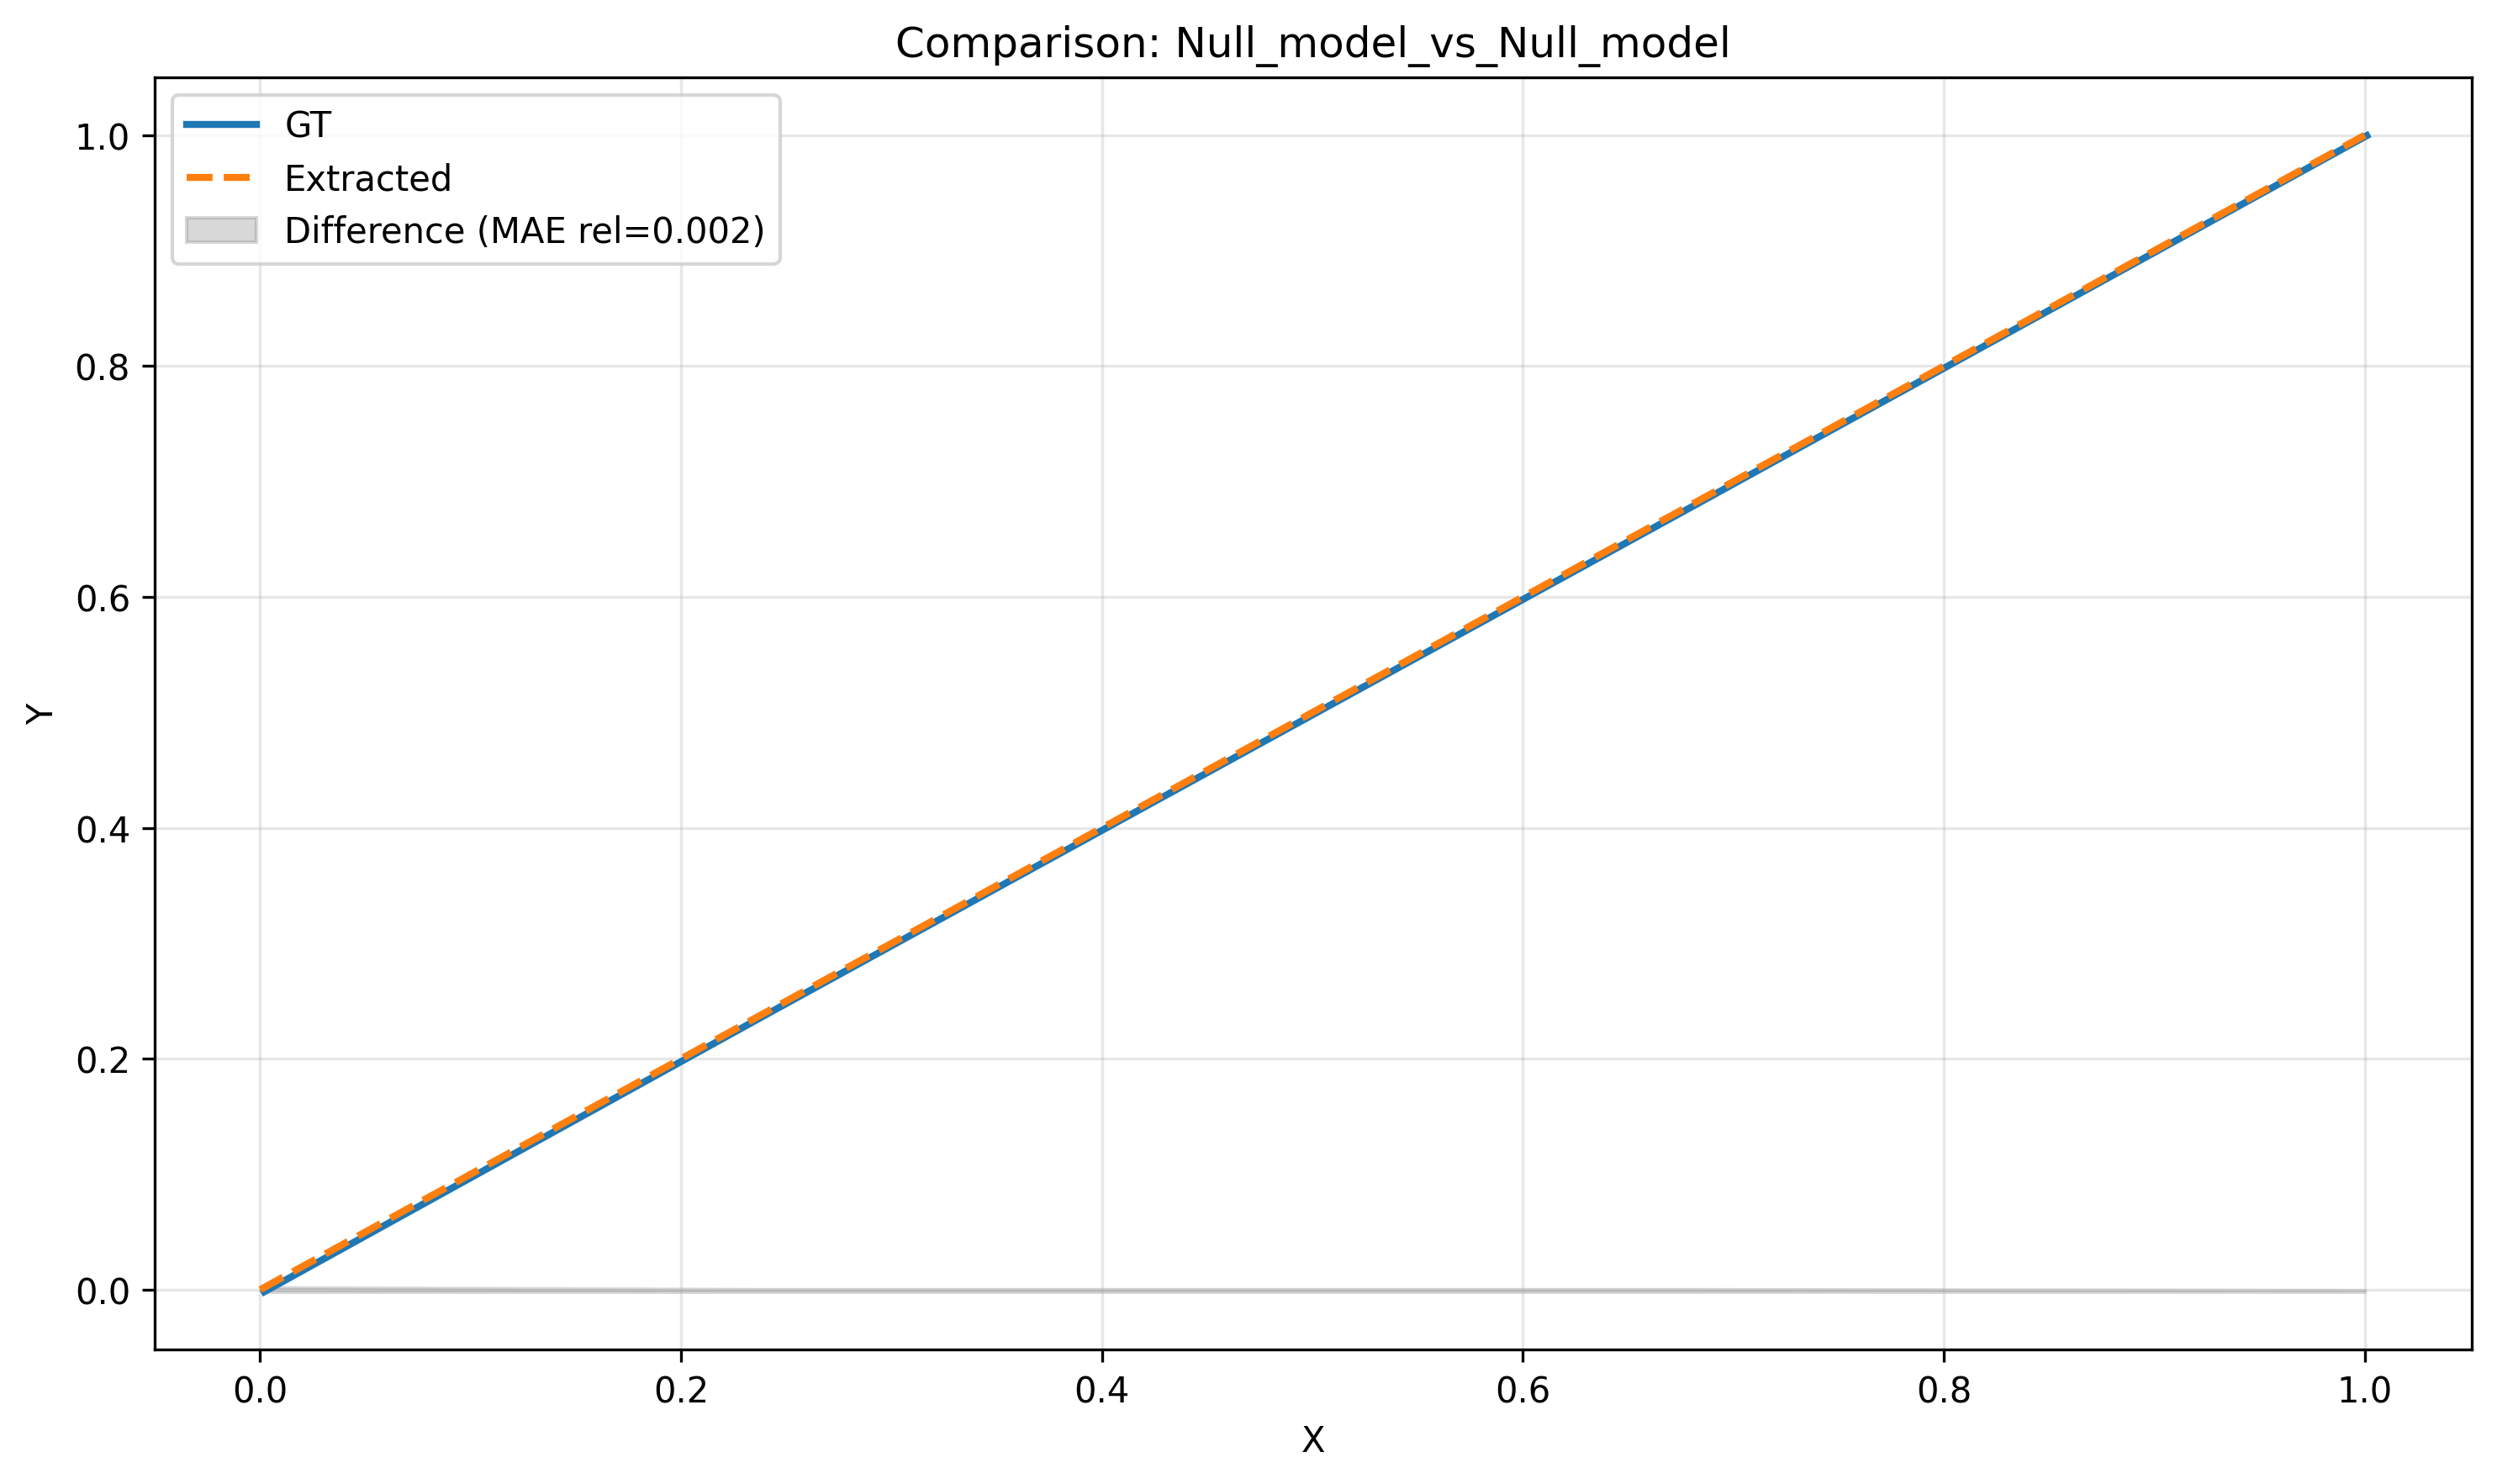 Comparison: Null_model_vs_Null_model
GT
Extracted
Difference (MAE rel=0.002)
1.0
0.8
0.6
0.4
0.2
0.0
Y
0.0 0.2 0.4 0.6 0.8 1.0
X